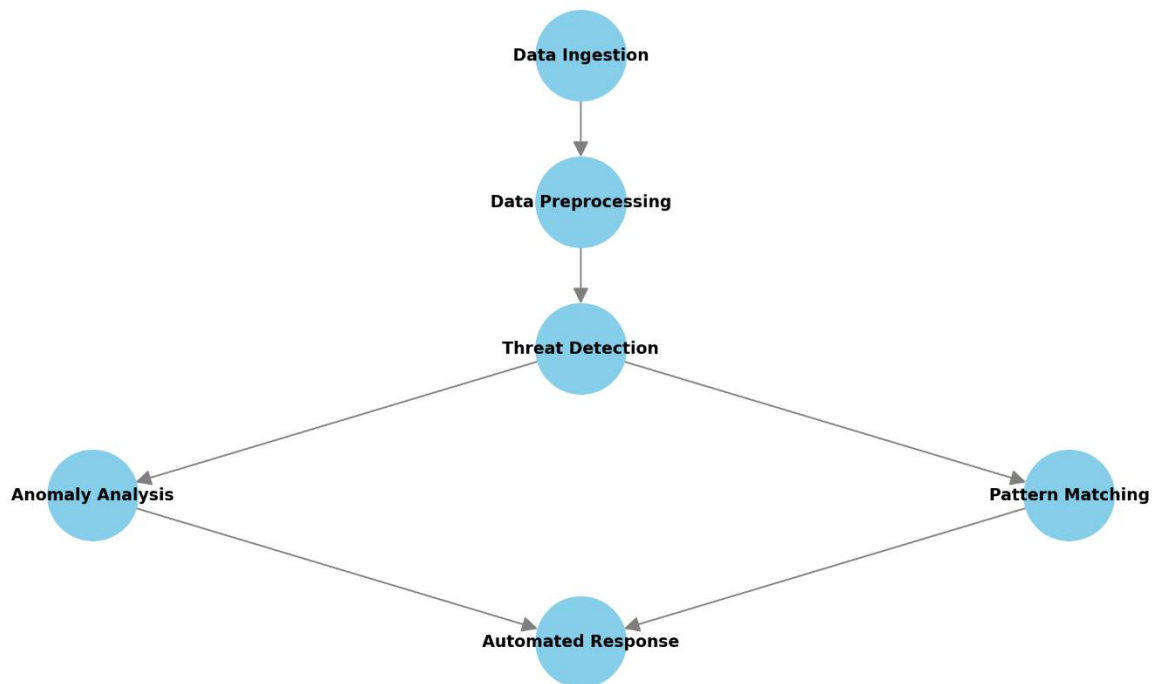 Data Ingestion
Data Preprocessing
Threat Detection
Anomaly Analysis
Pattern Matching
Automated Response